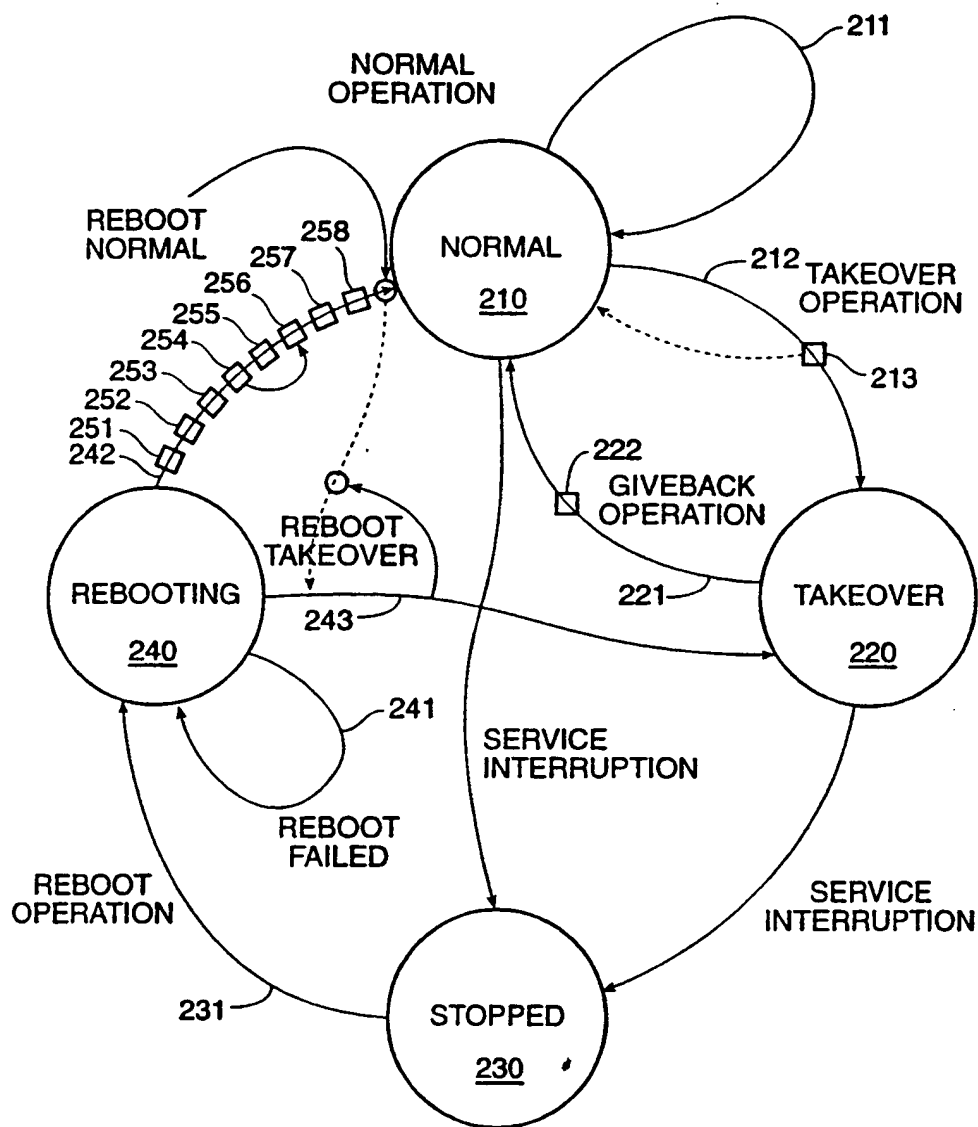 211
NORMAL
OPERATION
REBOOT
NORMAL
258
257
256
255
254
253
252
251
242
NORMAL
210
212
TAKEOVER
OPERATION
213
222
GIVEBACK
OPERATION
221
REBOOT
TAKEOVER
REBOOTING
240
243
TAKEOVER
220
241
SERVICE
INTERRUPTION
REBOOT
FAILED
REBOOT
OPERATION
SERVICE
INTERRUPTION
231
STOPPED
230